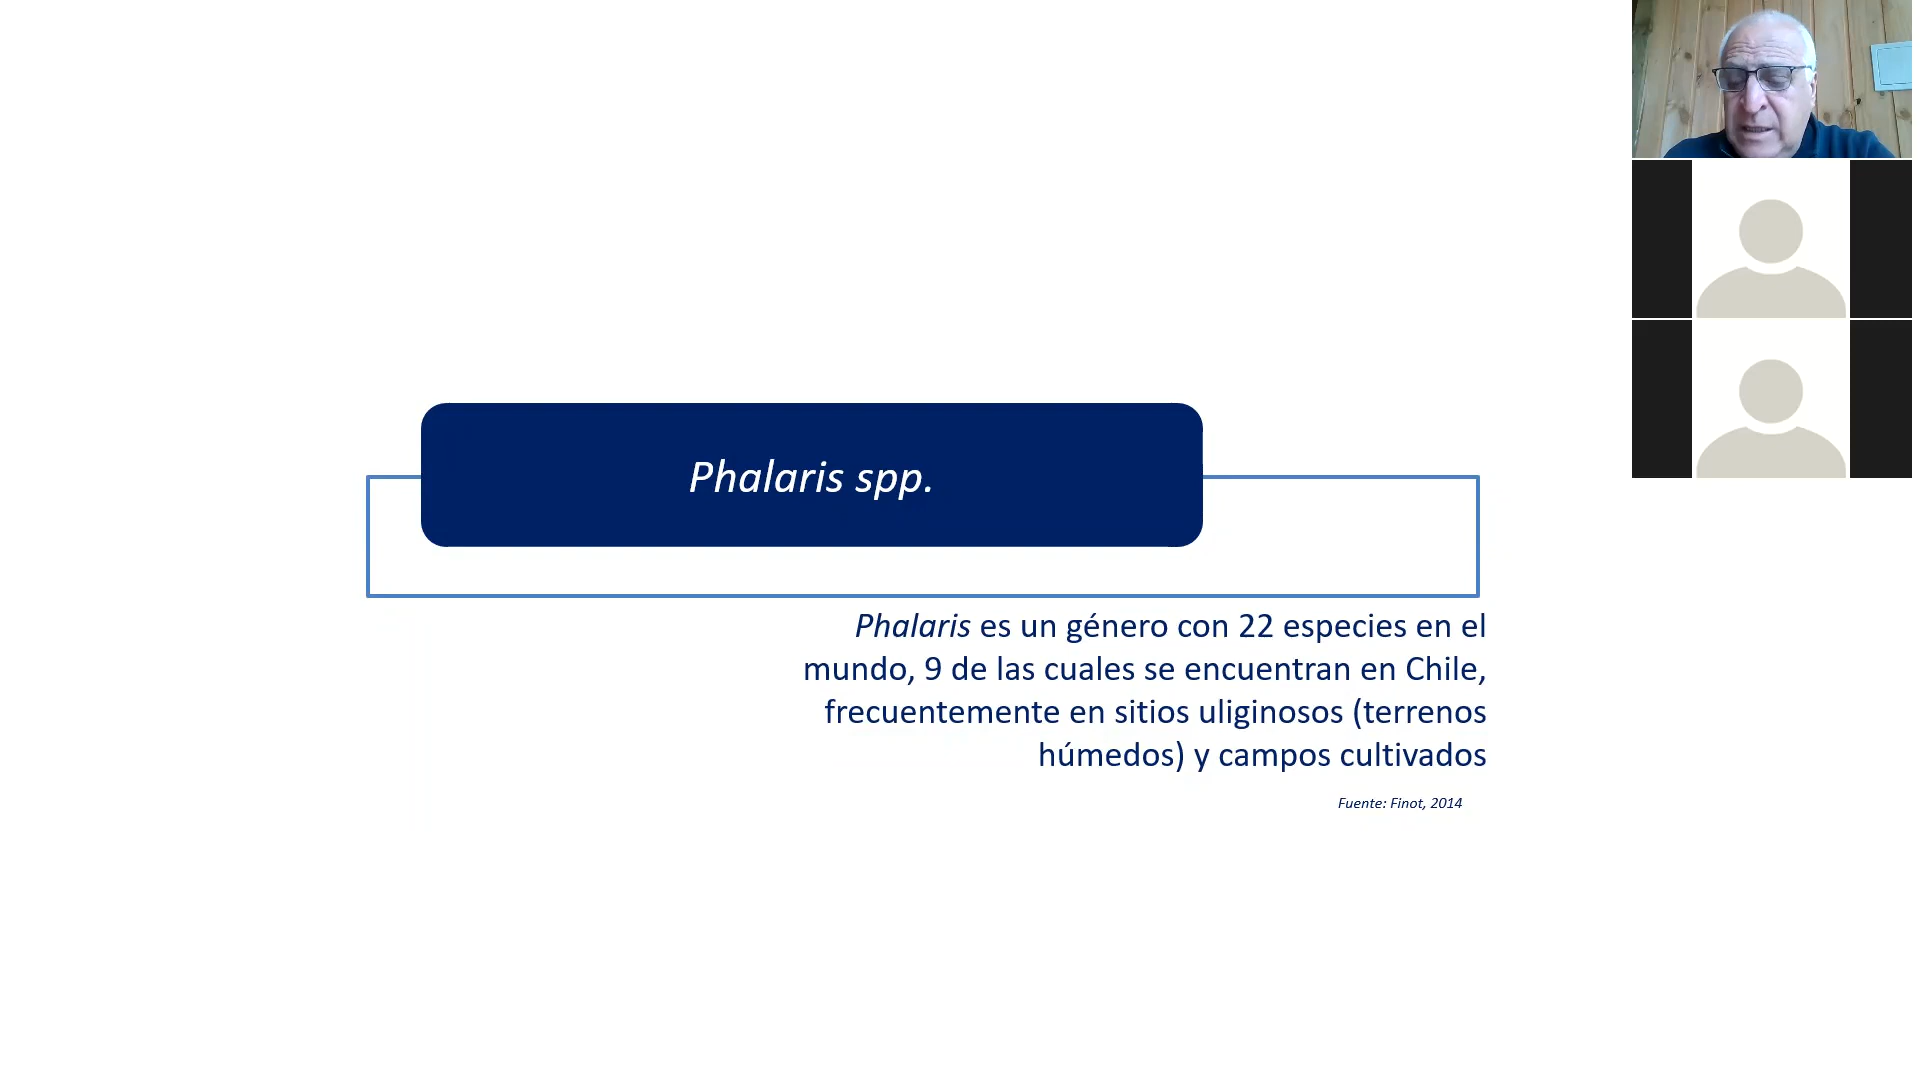 Phalaris spp.
Phalaris es un género con 22 especies en el
mundo, 9 de las cuales se encuentran en Chile,
frecuentemente en sitios uliginosos (terrenos
húmedos) y campos cultivados
Fuente: Finot, 2014